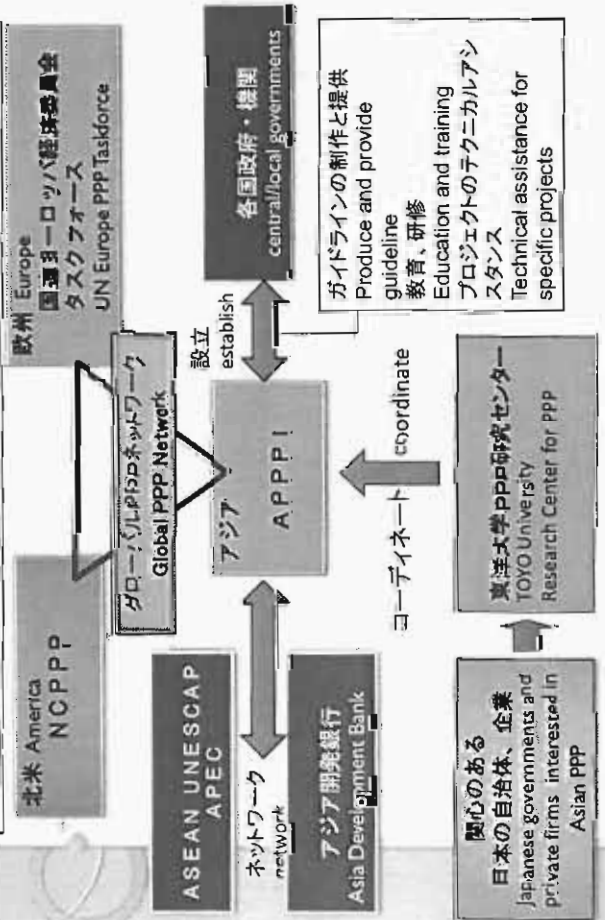 北米 America
NCPPP
欧州 Europe
国連ヨーロッパ経済委員会
タスクフォース
UN Europe PPP Taskforce
グローバルPPPネットワーク
Global PPP Network
ASEAN UNESCAP
APEC
ネットワーク
network
アジア開発銀行
Asia Development Bank
アジア
APPPI
設立
establish
各国政府・機関
central/local governments
ガイドラインの制作と提供
Produce and provide
guideline
教育、研修
Education and training
プロジェクトのテクニカルアシ
スタンス
Technical assistance for
specific projects
コーディネート coordinate
関心のある
日本の自治体、企業
Japanese governments and
private firms interested in
Asian PPP
東洋大学PPP研究センター
TOYO University
Research Center for PPP